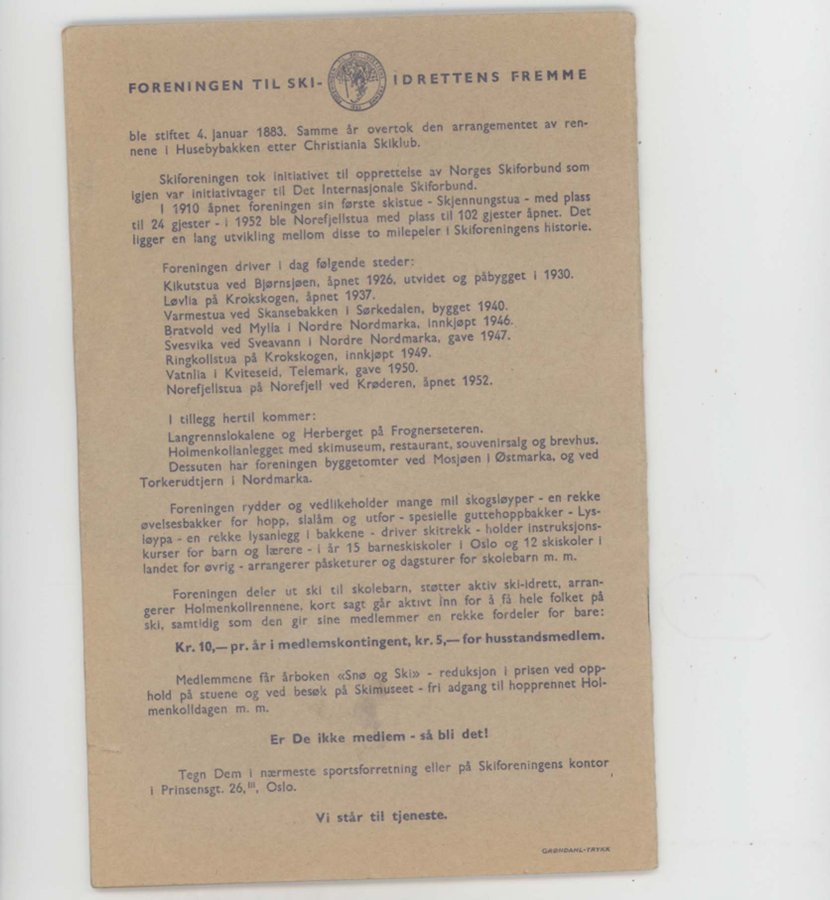 FORENINGEN TIL SKI-IDRETTENS FREMME
ble stiftet 4. januar 1883. Samme år overtok den arrangementet av ren-
nene i Husebybakken etter Christiania Skiklub.
Skiforeningen tok initiativet til opprettelse av Norges Skiforbund som
igjen var initiativtager til Det Internasjonale Skiforbund.
I 1910 åpnet foreningen sin første skistue - Skjennungstua - med plass
til 24 gjester - i 1952 ble Norefjellstua med plass til 102 gjester åpnet. Det
ligger en lang utvikling mellom disse to milepeler i Skiforeningens historie.
Foreningen driver i dag følgende steder:
Kikutstua ved Bjørnsjøen, åpnet 1926, utvidet og påbygget i 1930.
Løvlia på Krokskogen, åpnet 1937.
Varmestua ved Skansebakken i Sørkedalen, bygget 1940.
Bratvold ved Mylla i Nordre Nordmarka, innkjøpt 1946.
Svesvika ved Sveavann i Nordre Nordmarka, gave 1947.
Ringkollstua på Krokskogen, innkjøpt 1949.
Vatnlia i Kviteseid, Telemark, gave 1950.
Norefjellstua på Norefjell ved Krøderen, åpnet 1952.
I tillegg hertil kommer:
Langrennslokalene og Herberget på Frognerseteren.
Holmenkollanlegget med skimuseum, restaurant, souvenirsalg og brevhus.
Dessuten har foreningen byggetomter ved Mosjøen i Østmarka, og ved
Torkerudtjern i Nordmarka.
Foreningen rydder og vedlikeholder mange mil skogsløyper - en rekke
øvelsesbakker for hopp, slalåm og utfor - spesielle guttehoppbakker - Lys-
løypa - en rekke lysanlegg i bakkene - driver skitrekk - holder instruksjons-
kurser for barn og lærere - i år 15 barneskiskoler i Oslo og 12 skiskoler i
landet for øvrig - arrangerer påsketurer og dagsturer for skolebarn m. m.
Foreningen deler ut ski til skolebarn, støtter aktiv ski-idrett, arran-
gerer Holmenkollrennene, kort sagt går aktivt inn for å få hele folket på
ski, samtidig som den gir sine medlemmer en rekke fordeler for bare:
Kr. 10,— pr. år i medlemskontingent, kr. 5,— for husstandsmedlem.
Medlemmene får årboken «Snø og Ski» - reduksjon i prisen ved opp-
hold på stuene og ved besøk på Skimuseet - fri adgang til hopprennet Hol-
menkolldagen m. m.
Er De ikke medlem - så bli det!
Tegn Dem i nærmeste sportsforretning eller på Skiforeningens kontor
i Prinsensgt. 26,III, Oslo.
Vi står til tjeneste.
GRØNDAHL-TRYKK